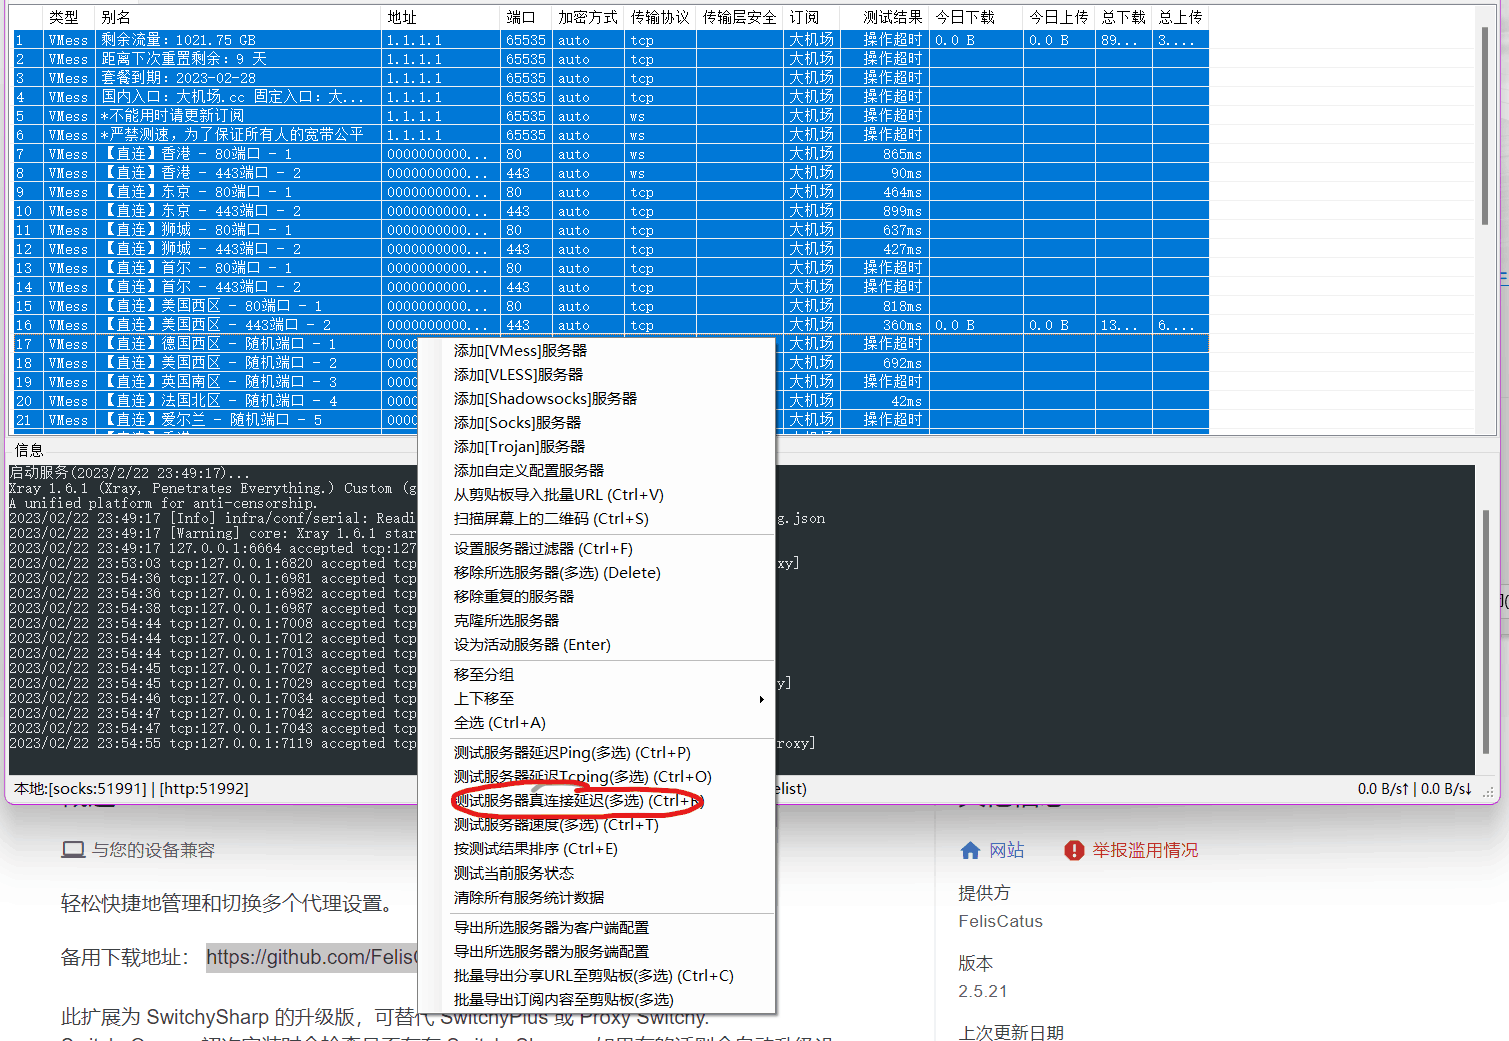 类型 别名 地址 端口 加密方式 传输协议 传输层安全 订阅 测试结果 今日下载 今日上传 总下载 总上传
1 VMess 剩余流量：1021.75 GB 1.1.1.1 65535 auto tcp 大机场 操作超时 0.0 B 0.0 B 89... 3....
2 VMess 距离下次重置剩余：9 天 1.1.1.1 65535 auto tcp 大机场 操作超时
3 VMess 套餐到期：2023-02-28 1.1.1.1 65535 auto tcp 大机场 操作超时
4 VMess 国内入口：大机场.cc 固定入口：大... 1.1.1.1 65535 auto tcp 大机场 操作超时
5 VMess *不能用时请更新订阅 1.1.1.1 65535 auto ws 大机场 操作超时
6 VMess *严禁测速，为了保证所有人的宽带公平 1.1.1.1 65535 auto ws 大机场 操作超时
7 VMess 【直连】香港 - 80端口 - 1 0000000000... 80 auto ws 大机场 865ms
8 VMess 【直连】香港 - 443端口 - 2 0000000000... 443 auto ws 大机场 90ms
9 VMess 【直连】东京 - 80端口 - 1 0000000000... 80 auto tcp 大机场 464ms
10 VMess 【直连】东京 - 443端口 - 2 0000000000... 443 auto tcp 大机场 899ms
11 VMess 【直连】狮城 - 80端口 - 1 0000000000... 80 auto tcp 大机场 637ms
12 VMess 【直连】狮城 - 443端口 - 2 0000000000... 443 auto tcp 大机场 427ms
13 VMess 【直连】首尔 - 80端口 - 1 0000000000... 80 auto tcp 大机场 操作超时
14 VMess 【直连】首尔 - 443端口 - 2 0000000000... 443 auto tcp 大机场 操作超时
15 VMess 【直连】美国西区 - 80端口 - 1 0000000000... 80 auto tcp 大机场 818ms
16 VMess 【直连】美国西区 - 443端口 - 2 0000000000... 443 auto tcp 大机场 360ms 0.0 B 0.0 B 13... 6....
17 VMess 【直连】德国西区 - 随机端口 - 1 0000 大机场 操作超时
18 VMess 【直连】美国西区 - 随机端口 - 2 0000 大机场 692ms
19 VMess 【直连】英国南区 - 随机端口 - 3 0000 大机场 操作超时
20 VMess 【直连】法国北区 - 随机端口 - 4 0000 大机场 42ms
21 VMess 【直连】爱尔兰 - 随机端口 - 5 0000 大机场 操作超时
添加[VMess]服务器
添加[VLESS]服务器
添加[Shadowsocks]服务器
添加[Socks]服务器
添加[Trojan]服务器
添加自定义配置服务器
从剪贴板导入批量URL (Ctrl+V)
扫描屏幕上的二维码 (Ctrl+S)
设置服务器过滤器 (Ctrl+F)
移除所选服务器(多选) (Delete)
移除重复的服务器
克隆所选服务器
设为活动服务器 (Enter)
移至分组
上下移至
全选 (Ctrl+A)
测试服务器延迟Ping(多选) (Ctrl+P)
测试服务器延迟Tcping(多选) (Ctrl+O)
测试服务器真连接延迟(多选) (Ctrl+R)
测试服务器速度(多选) (Ctrl+T)
按测试结果排序 (Ctrl+E)
测试当前服务状态
清除所有服务统计数据
导出所选服务器为客户端配置
导出所选服务器为服务端配置
批量导出分享URL至剪贴板(多选) (Ctrl+C)
批量导出订阅内容至剪贴板(多选)
信息
启动服务(2023/2/22 23:49:17)...
Xray 1.6.1 (Xray, Penetrates Everything.) Custom (g
A unified platform for anti-censorship.
2023/02/22 23:49:17 [Info] infra/conf/serial: Readi g.json
2023/02/22 23:49:17 [Warning] core: Xray 1.6.1 star
2023/02/22 23:49:17 127.0.0.1:6664 accepted tcp:127
2023/02/22 23:53:03 tcp:127.0.0.1:6820 accepted tcp xy]
2023/02/22 23:54:36 tcp:127.0.0.1:6981 accepted tcp
2023/02/22 23:54:36 tcp:127.0.0.1:6982 accepted tcp
2023/02/22 23:54:38 tcp:127.0.0.1:6987 accepted tcp
2023/02/22 23:54:44 tcp:127.0.0.1:7008 accepted tcp
2023/02/22 23:54:44 tcp:127.0.0.1:7012 accepted tcp
2023/02/22 23:54:44 tcp:127.0.0.1:7013 accepted tcp
2023/02/22 23:54:45 tcp:127.0.0.1:7027 accepted tcp
2023/02/22 23:54:45 tcp:127.0.0.1:7029 accepted tcp y]
2023/02/22 23:54:46 tcp:127.0.0.1:7034 accepted tcp
2023/02/22 23:54:47 tcp:127.0.0.1:7042 accepted tcp
2023/02/22 23:54:47 tcp:127.0.0.1:7043 accepted tcp
2023/02/22 23:54:55 tcp:127.0.0.1:7119 accepted tcp roxy]
本地:[socks:51991] | [http:51992] elist) 0.0 B/s↑ | 0.0 B/s↓
与您的设备兼容
轻松快捷地管理和切换多个代理设置。
备用下载地址： https://github.com/Felis
此扩展为 SwitchySharp 的升级版，可替代 SwitchyPlus 或 Proxy Switchy.
网站 举报滥用情况
提供方
FelisCatus
版本
2.5.21
上次更新日期